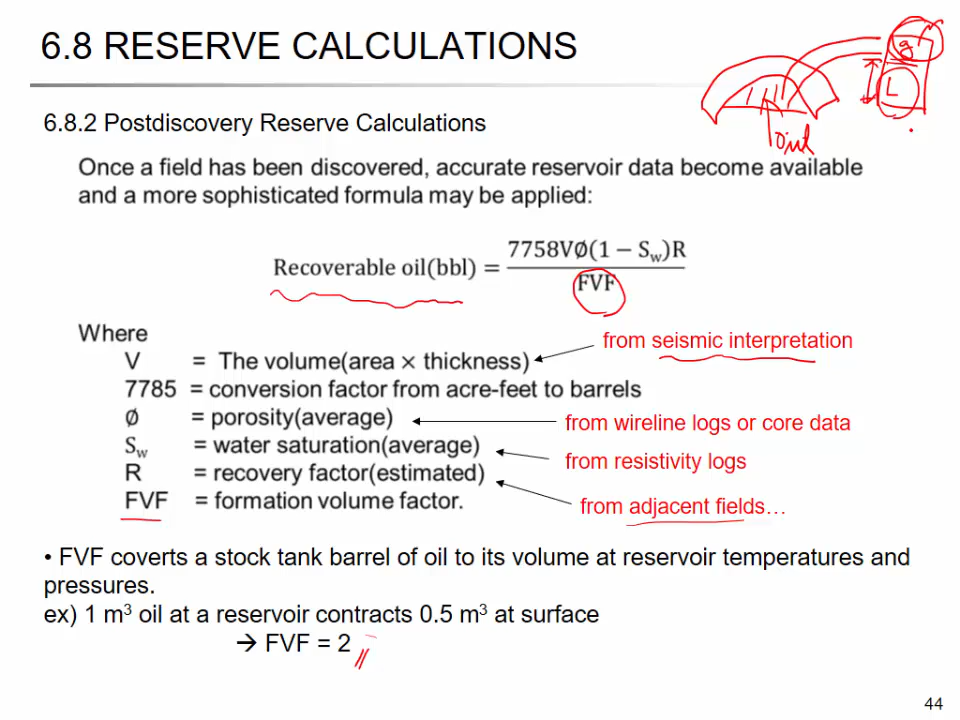 6.8 RESERVE CALCULATIONS
6.8.2 Postdiscovery Reserve Calculations
Once a field has been discovered, accurate reservoir data become available
and a more sophisticated formula may be applied:
Recoverable oil(bbl) = 7758VØ(1 − Sw)R / FVF
Where
V = The volume(area × thickness)
from seismic interpretation
7785 = conversion factor from acre-feet to barrels
Ø = porosity(average)
from wireline logs or core data
Sw = water saturation(average)
from resistivity logs
R = recovery factor(estimated)
from adjacent fields…
FVF = formation volume factor.
• FVF coverts a stock tank barrel of oil to its volume at reservoir temperatures and
pressures.
ex) 1 m³ oil at a reservoir contracts 0.5 m³ at surface
→ FVF = 2
44
L